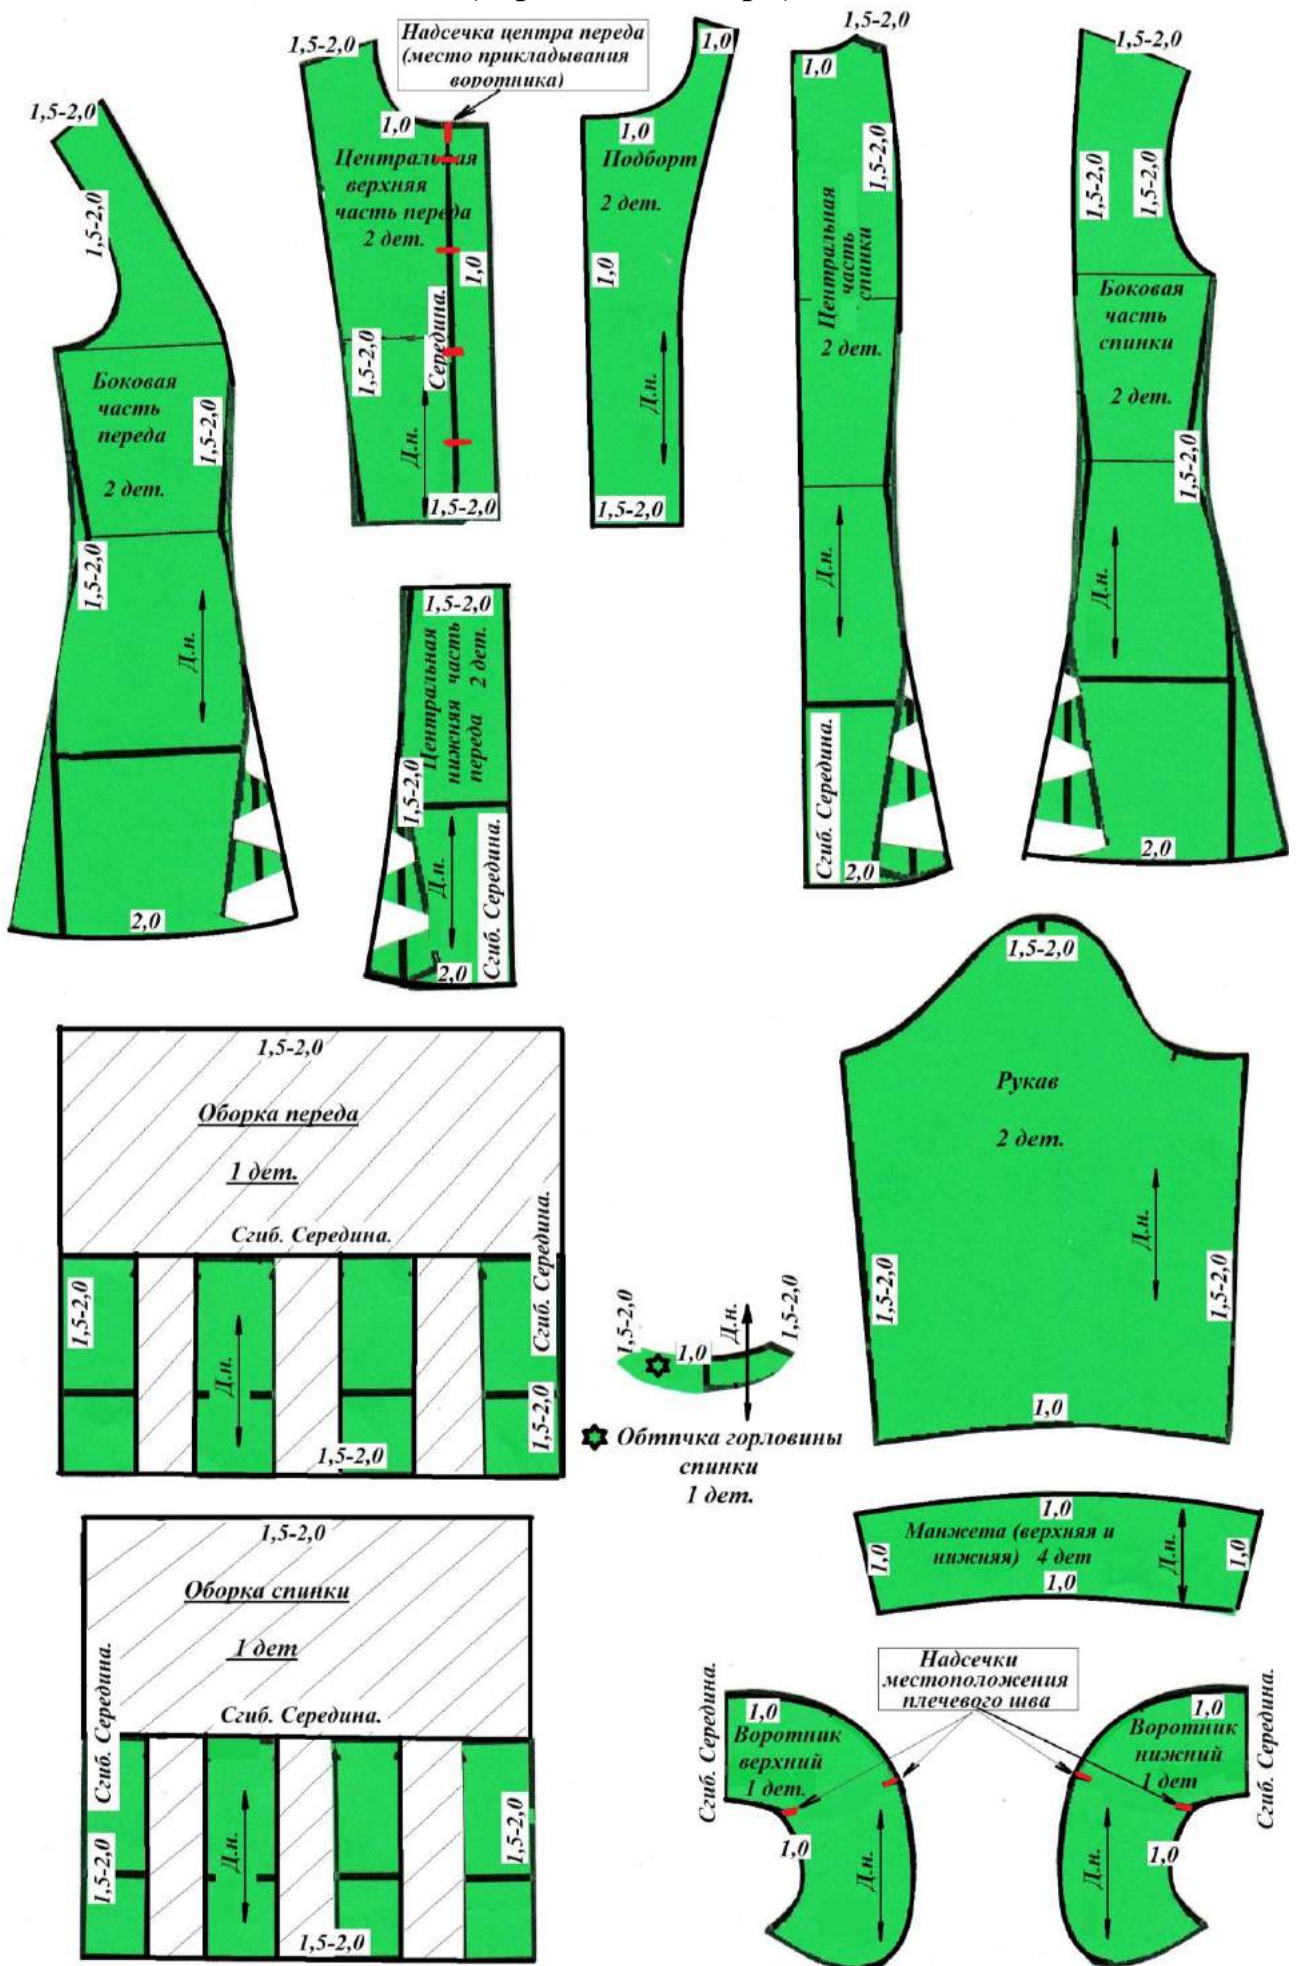 1,5-2,0
1,5-2,0
Боковая
часть
переда
2 дет.
1,5-2,0
1,5-2,0
Д.н.
2,0
1,5-2,0
Надсечка центра переда
(место прикладывания
воротника)
1,0
Центральная
верхняя
часть переда
2 дет.
1,0
Середина.
1,5-2,0
Д.н.
1,5-2,0
1,0
1,0
Подборт
2 дет.
1,0
Д.н.
1,5-2,0
1,5-2,0
1,0
1,5-2,0
Центральная
часть
спинки
2 дет.
Д.н.
Сгиб. Середина.
2,0
1,5-2,0
1,5-2,0
1,5-2,0
Боковая
часть
спинки
2 дет.
1,5-2,0
Д.н.
2,0
1,5-2,0
Центральная
нижняя часть
переда 2 дет.
1,5-2,0
Д.н.
Сгиб. Середина.
2,0
1,5-2,0
Рукав
2 дет.
Д.н.
1,5-2,0
1,5-2,0
1,0
1,5-2,0
Оборка переда
1 дет.
Сгиб. Середина.
Сгиб. Середина.
1,5-2,0
Д.н.
1,5-2,0
1,5-2,0
1,5-2,0
1,0
Д.н.
1,5-2,0
Обтпчка горловины
спинки
1 дет.
1,0
Манжета (верхняя и
нижняя) 4 дет
1,0
1,0
1,0
Д.н.
1,5-2,0
Оборка спинки
1 дет
Сгиб. Середина.
Сгиб. Середина.
1,5-2,0
Д.н.
1,5-2,0
1,5-2,0
Надсечки
местоположения
плечевого шва
Сгиб. Середина.
1,0
Воротник
верхний
1 дет.
1,0
Д.н.
1,0
Воротник
нижний
1 дет
Сгиб. Середина.
1,0
Д.н.